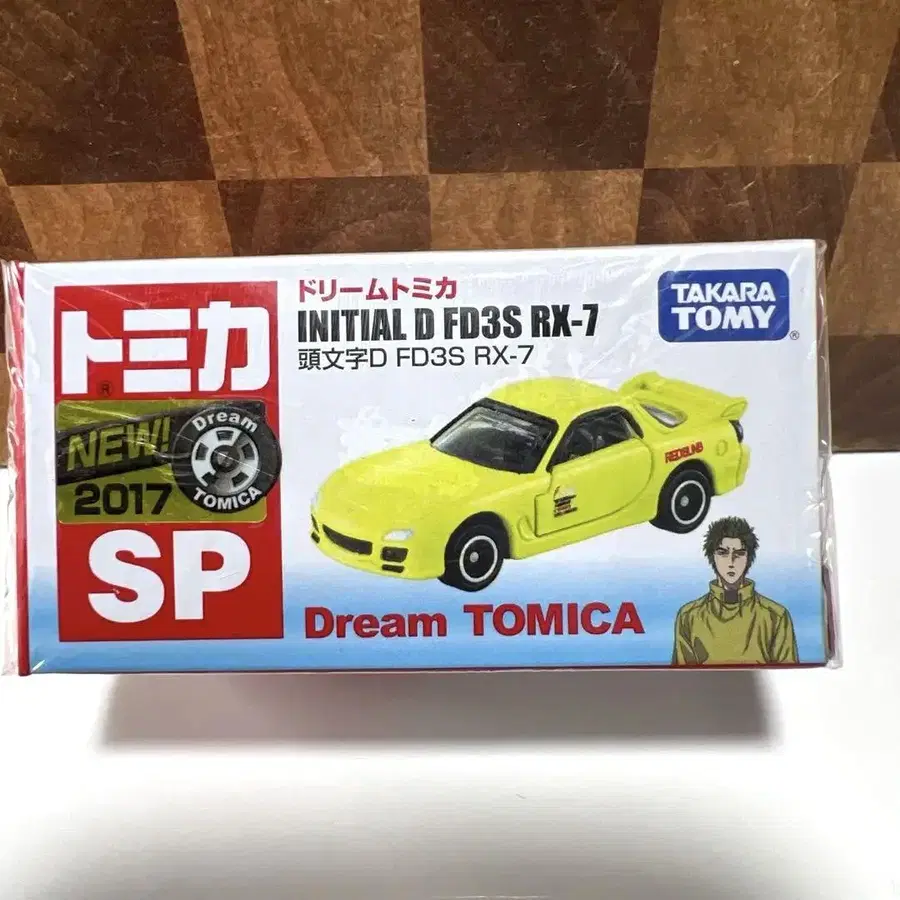 トミカ
NEW!
2017
Dream
TOMICA
SP
ドリームトミカ
INITIAL D FD3S RX-7
頭文字D FD3S RX-7
TAKARA
TOMY
REDSUNS
Dream TOMICA